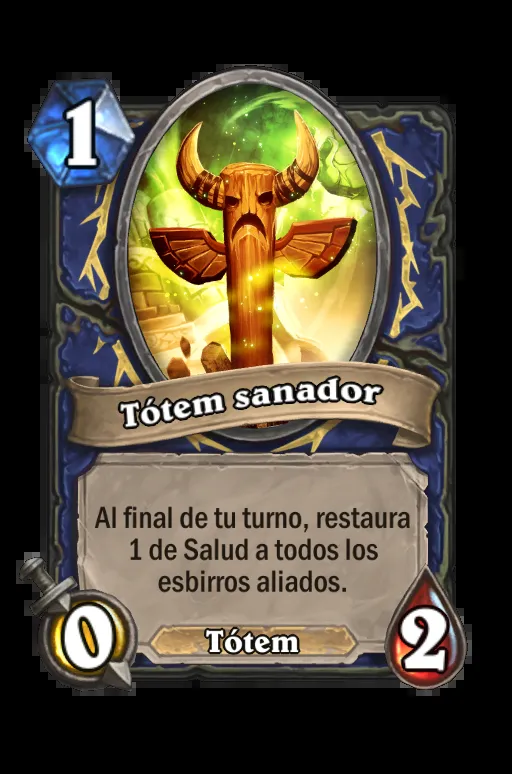 1
Tótem sanador
Al final de tu turno, restaura
1 de Salud a todos los
esbirros aliados.
0
Tótem
2